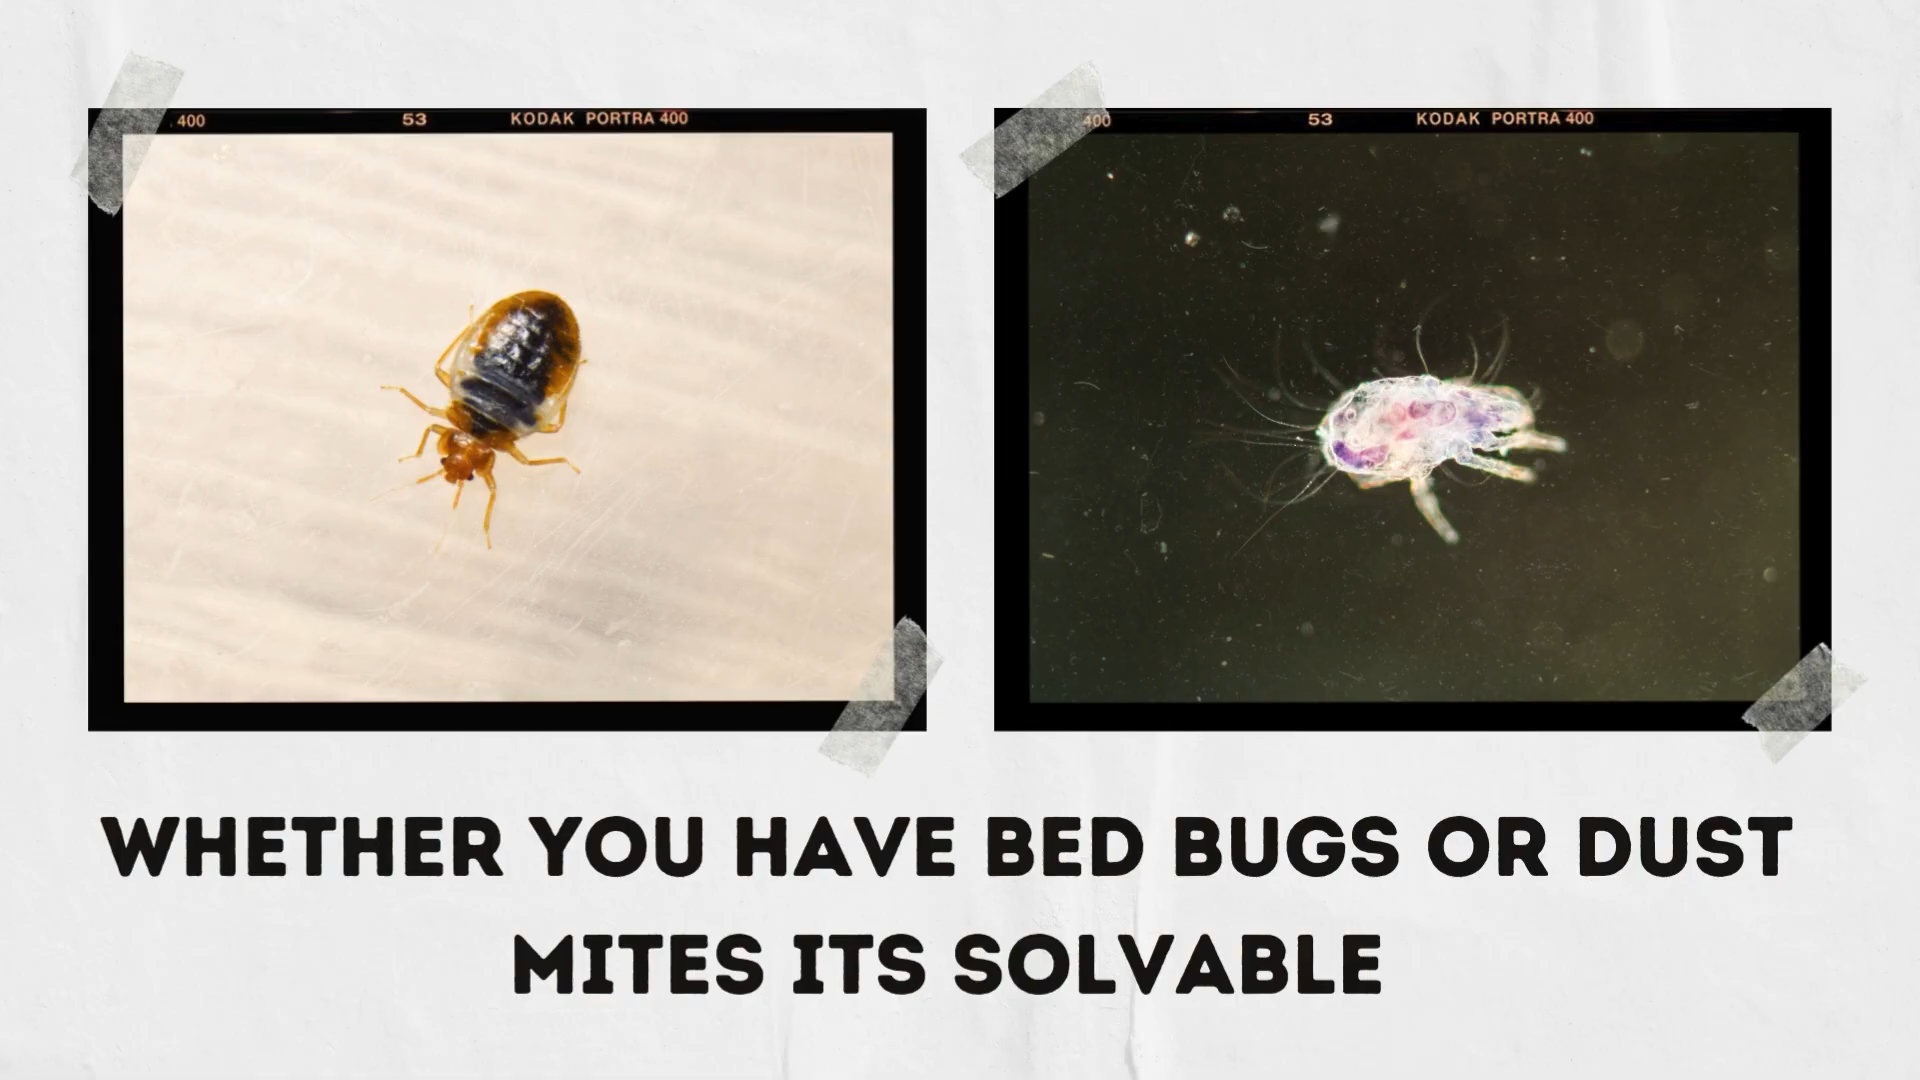 400 53 KODAK PORTRA 400
400 53 KODAK PORTRA 400
WHETHER YOU HAVE BED BUGS OR DUST
MITES ITS SOLVABLE